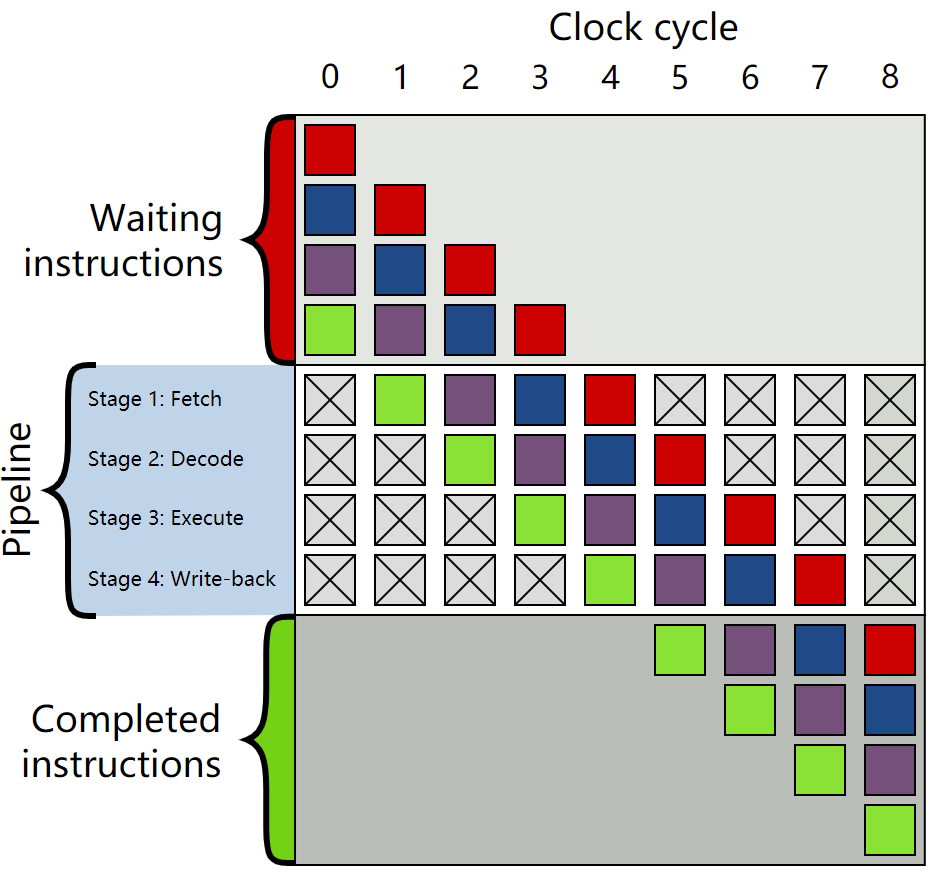 Clock cycle
0 1 2 3 4 5 6 7 8
Waiting
instructions
Pipeline
Stage 1: Fetch
Stage 2: Decode
Stage 3: Execute
Stage 4: Write-back
Completed
instructions